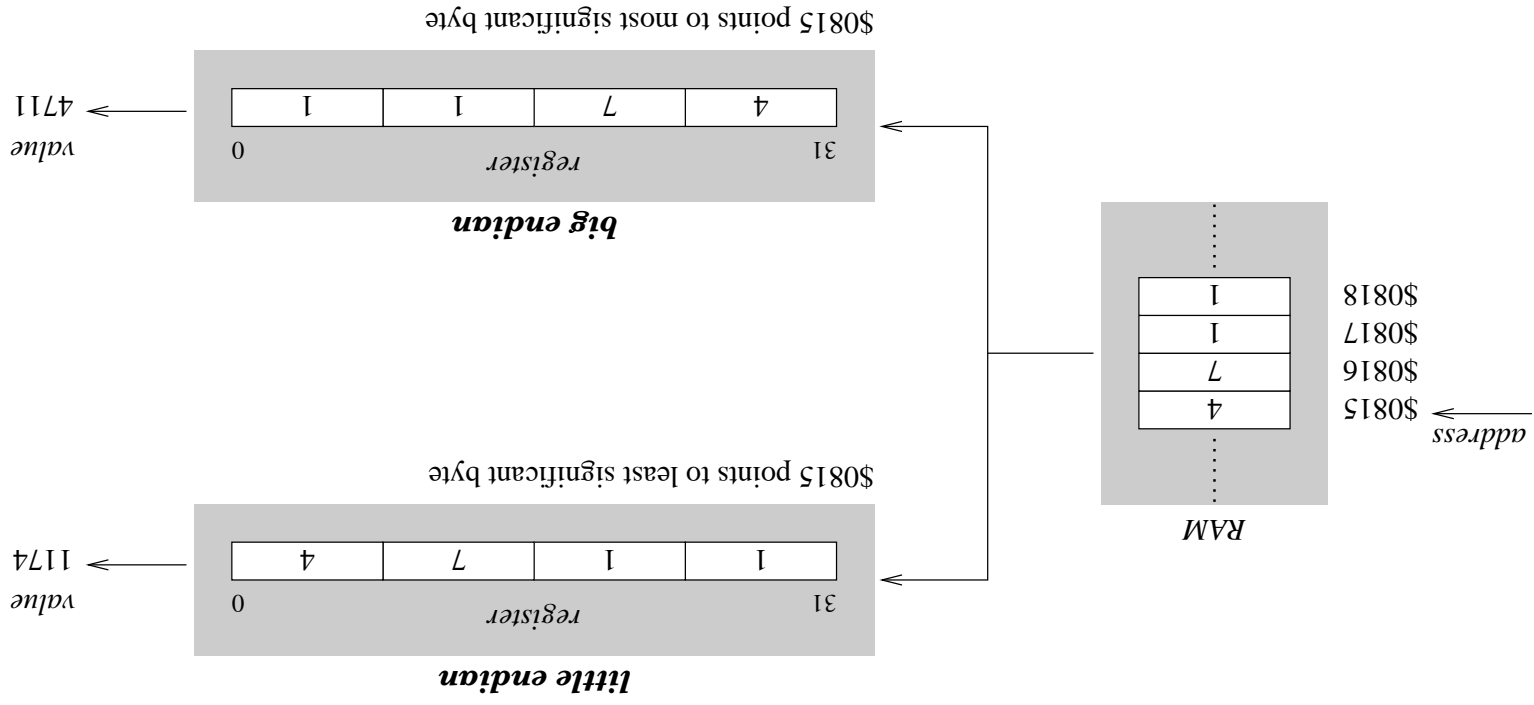 little endian
31 register 0
1 1 7 4
value
1174
$0815 points to least significant byte
RAM
address
$0815 4
$0816 7
$0817 1
$0818 1
big endian
31 register 0
4 7 1 1
value
4711
$0815 points to most significant byte